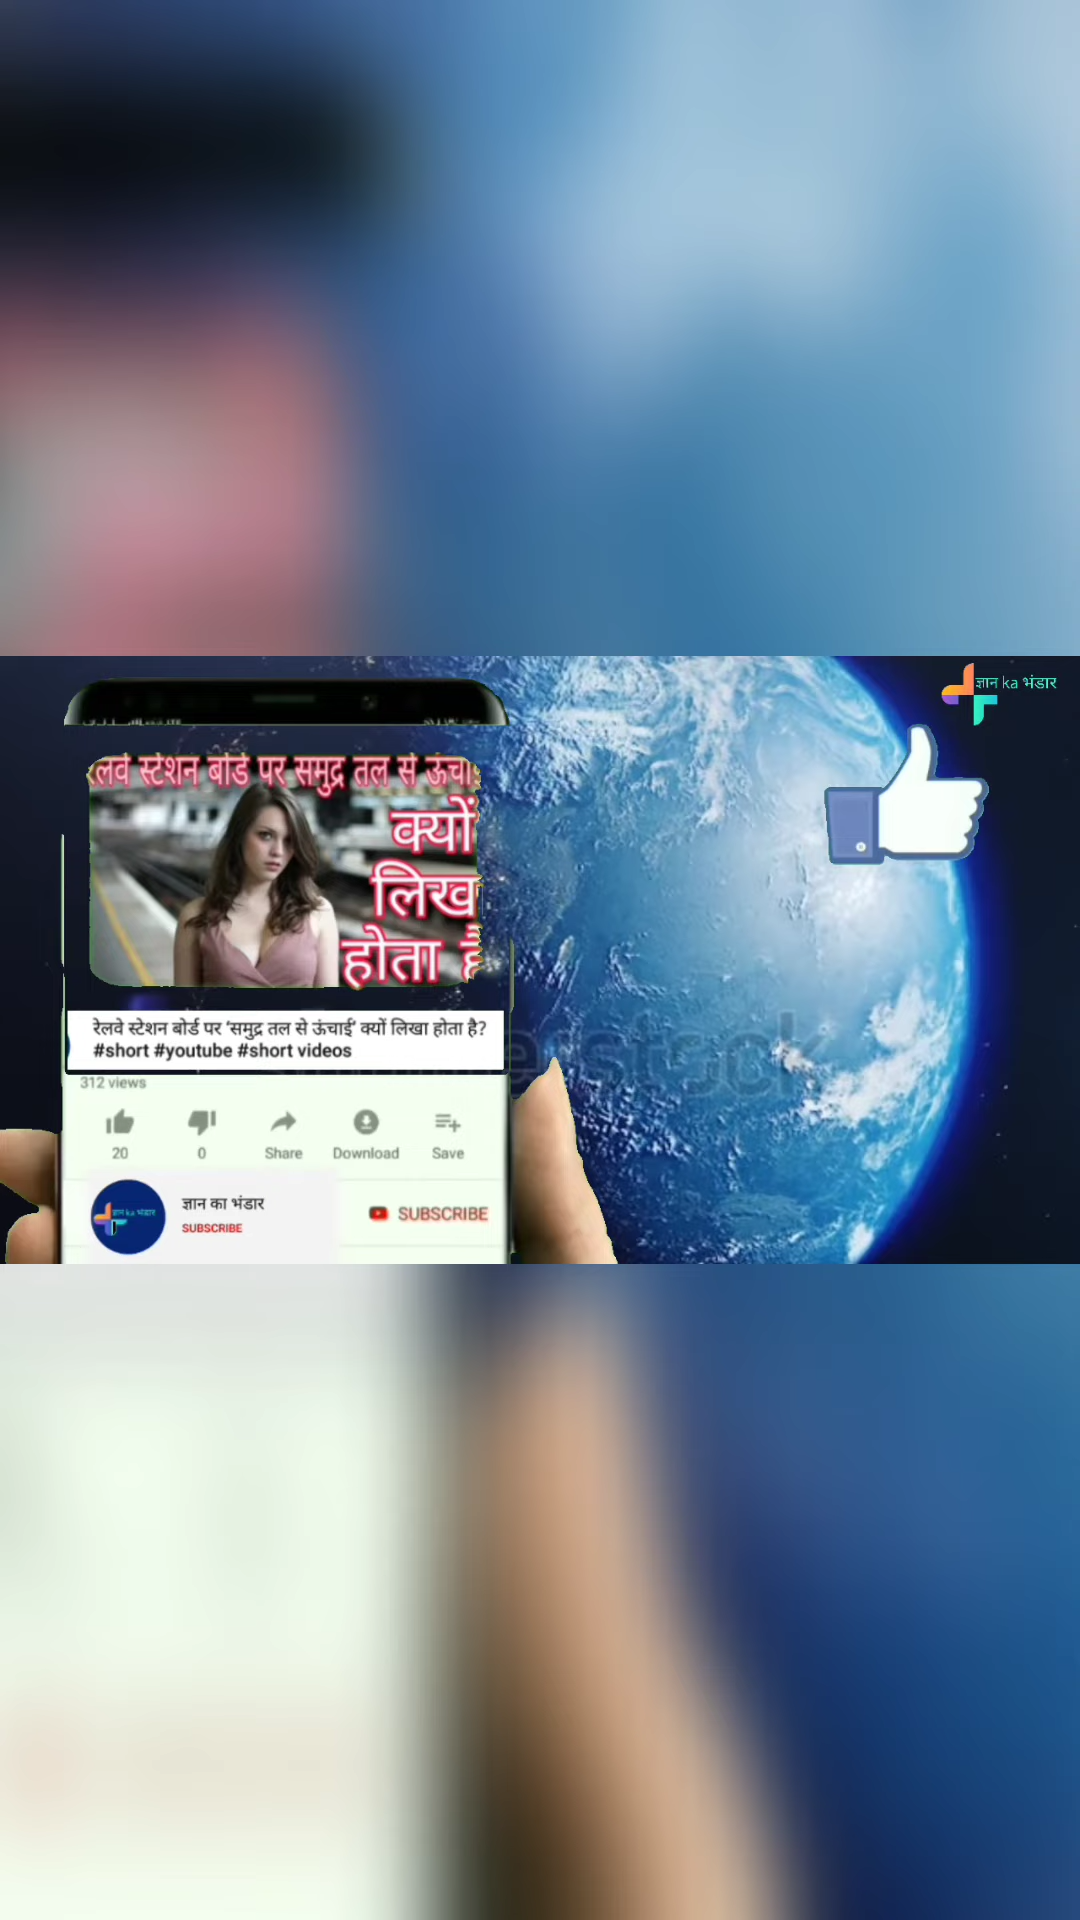 ज्ञान ka भंडार
रेलवे स्टेशन बोर्ड पर समुद्र तल से ऊंचा
क्यों
लिख
होता है
रेलवे स्टेशन बोर्ड पर ‘समुद्र तल से ऊंचाई’ क्यों लिखा होता है?
#short #youtube #short videos
312 views
20 0 Share Download Save
ज्ञान ka भंडार
ज्ञान का भंडार
SUBSCRIBE
SUBSCRIBE